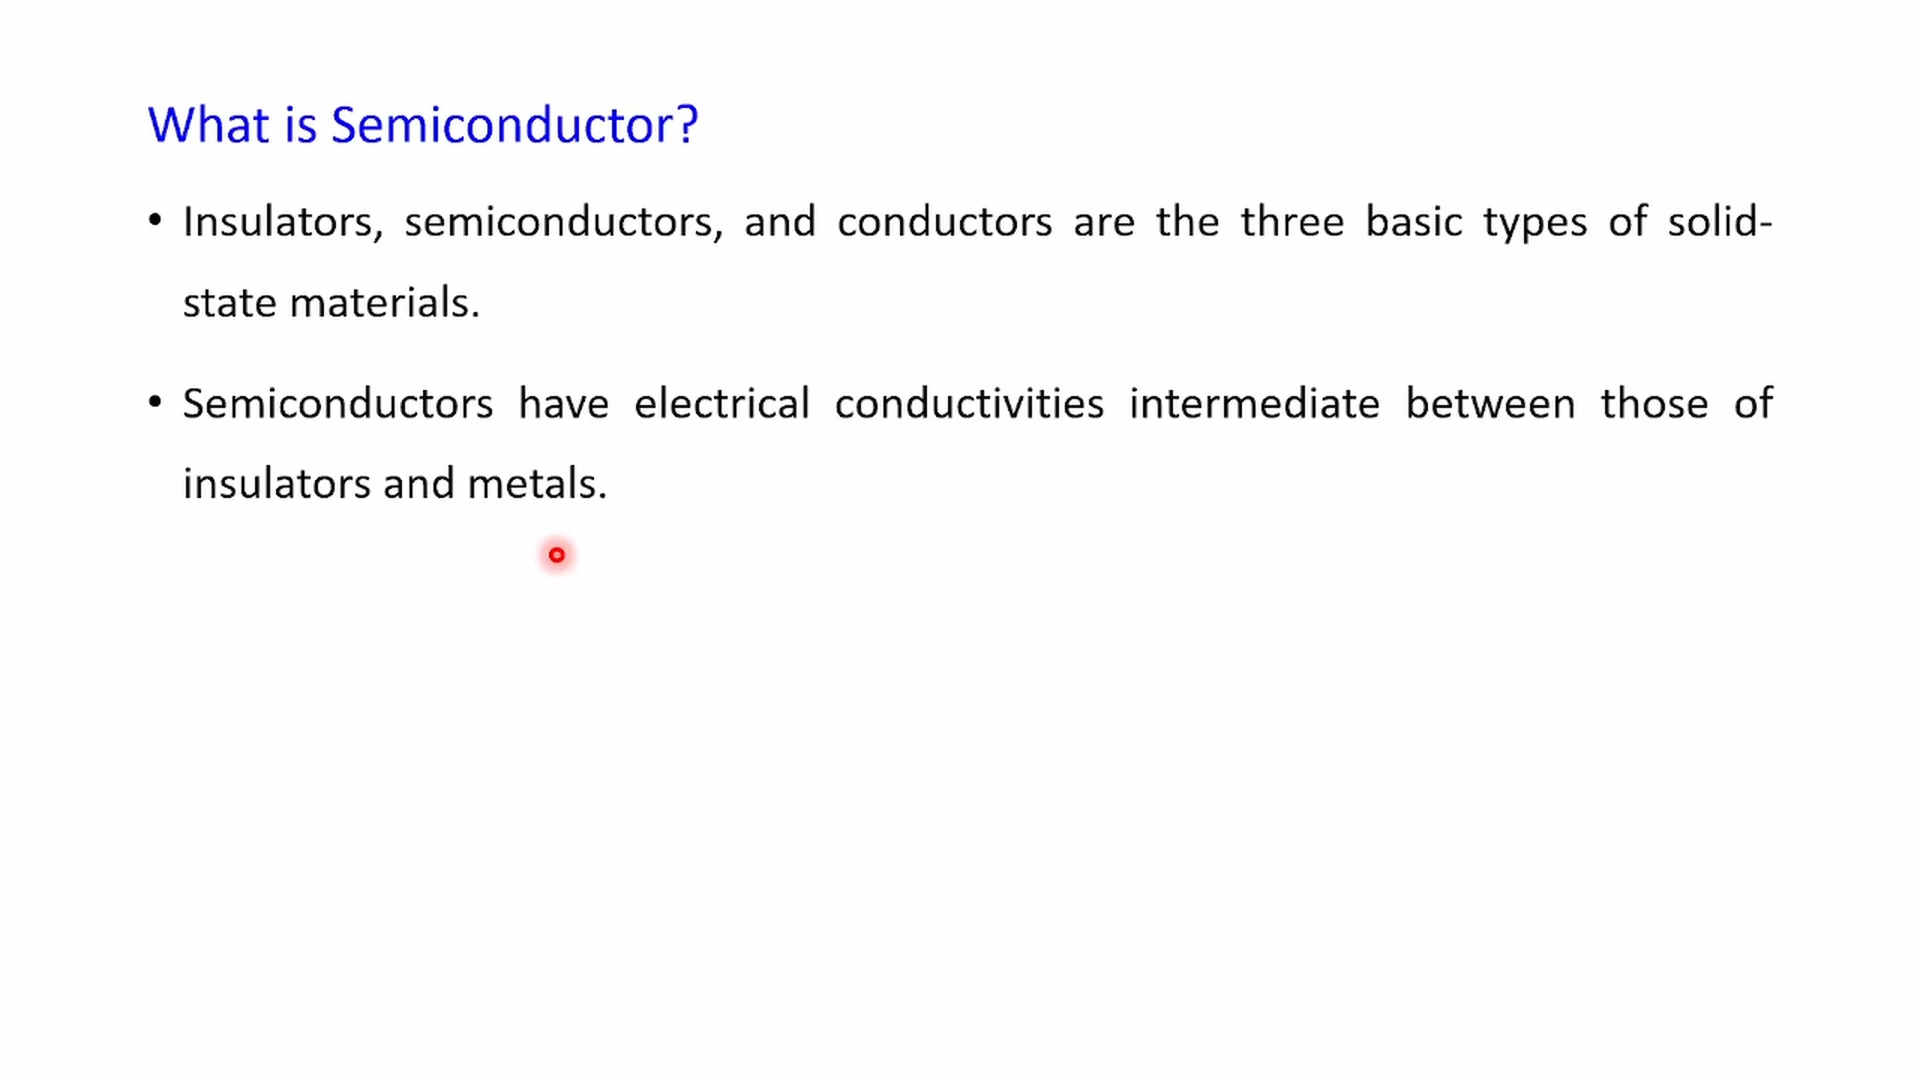 What is Semiconductor?
• Insulators, semiconductors, and conductors are the three basic types of solid-
state materials.
• Semiconductors have electrical conductivities intermediate between those of
insulators and metals.